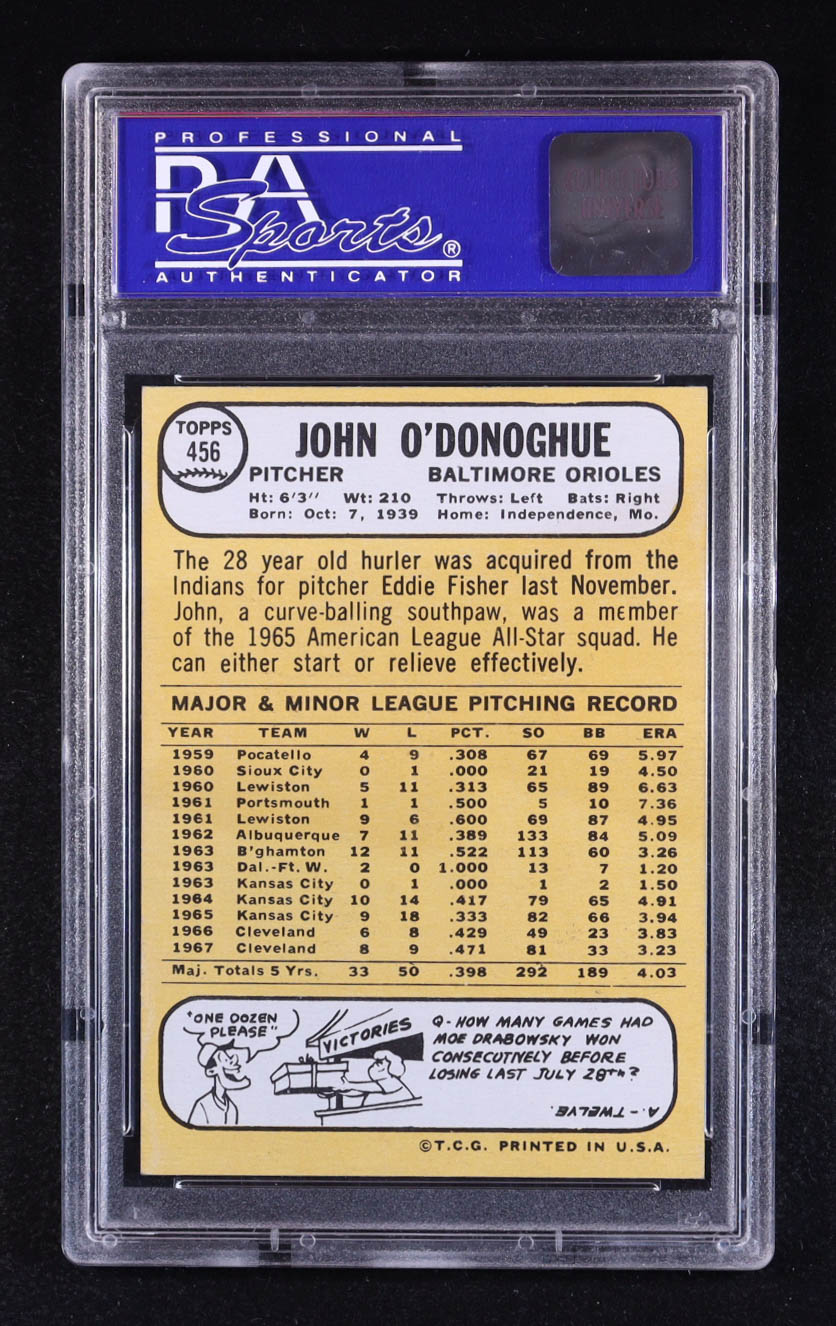 PROFESSIONAL
PSA
Sports®
AUTHENTICATOR
TOPPS
456
JOHN O'DONOGHUE
PITCHER BALTIMORE ORIOLES
Ht: 6'3" Wt: 210 Throws: Left Bats: Right
Born: Oct: 7, 1939 Home: Independence, Mo.
The 28 year old hurler was acquired from the
Indians for pitcher Eddie Fisher last November.
John, a curve-balling southpaw, was a member
of the 1965 American League All-Star squad. He
can either start or relieve effectively.
MAJOR & MINOR LEAGUE PITCHING RECORD
YEAR TEAM W L PCT. SO BB ERA
1959 Pocatello 4 9 .308 67 69 5.97
1960 Sioux City 0 1 .000 21 19 4.50
1960 Lewiston 5 11 .313 65 89 6.63
1961 Portsmouth 1 1 .500 5 10 7.36
1961 Lewiston 9 6 .600 69 87 4.95
1962 Albuquerque 7 11 .389 133 84 5.09
1963 B'ghamton 12 11 .522 113 60 3.26
1963 Dal.-Ft. W. 2 0 1.000 13 7 1.20
1963 Kansas City 0 1 .000 1 2 1.50
1964 Kansas City 10 14 .417 79 65 4.91
1965 Kansas City 9 18 .333 82 66 3.94
1966 Cleveland 6 8 .429 49 23 3.83
1967 Cleveland 8 9 .471 81 33 3.23
Maj. Totals 5 Yrs. 33 50 .398 292 189 4.03
"ONE DOZEN
PLEASE"
VICTORIES
Q- HOW MANY GAMES HAD
MOE DRABOWSKY WON
CONSECUTIVELY BEFORE
LOSING LAST JULY 28TH?
A.- TWELVE.
©T.C.G. PRINTED IN U.S.A.